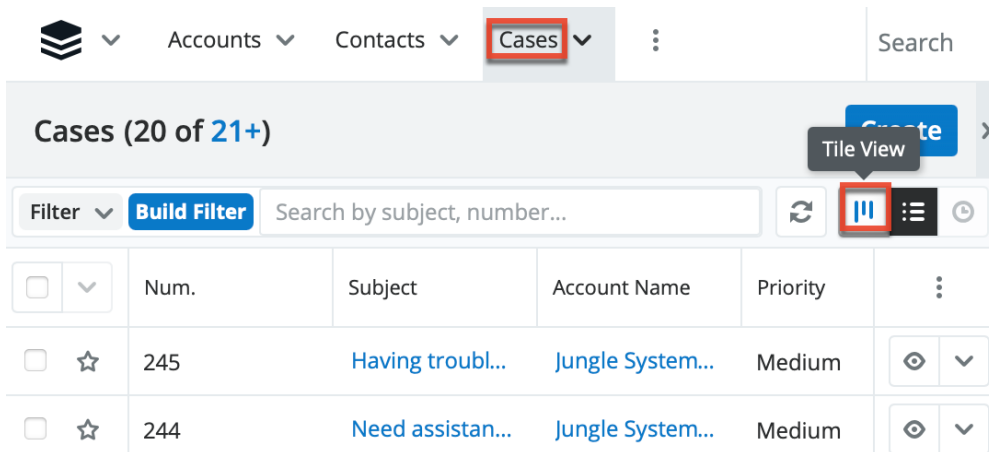 Accounts Contacts Cases Search
Cases (20 of 21+) Create
Tile View
Filter Build Filter Search by subject, number...
Num. Subject Account Name Priority
245 Having troubl... Jungle System... Medium
244 Need assistan... Jungle System... Medium